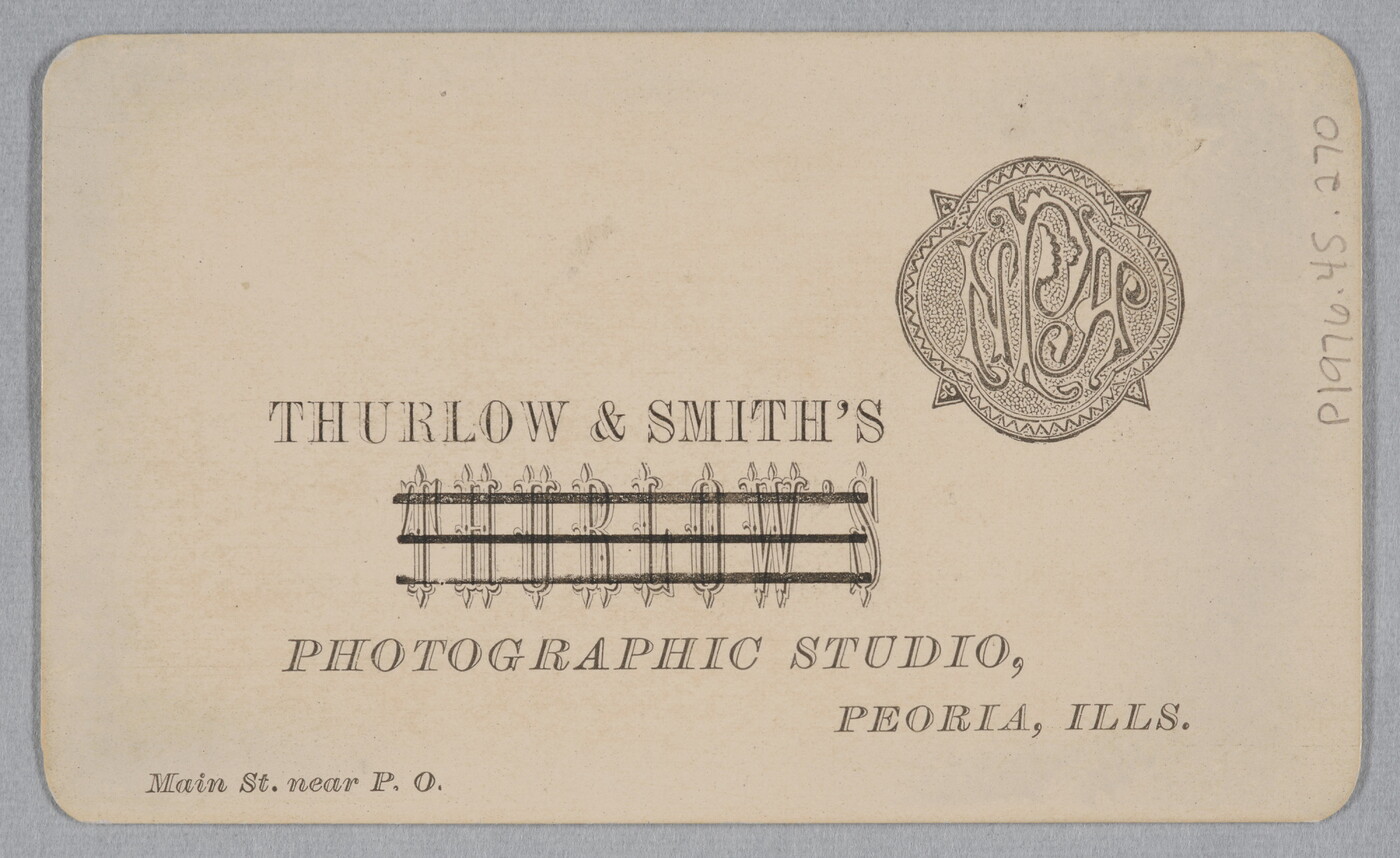 THURLOW & SMITH'S
THURLOW'S
PHOTOGRAPHIC STUDIO,
PEORIA, ILLS.
Main St. near P. O.
P1976.45.270